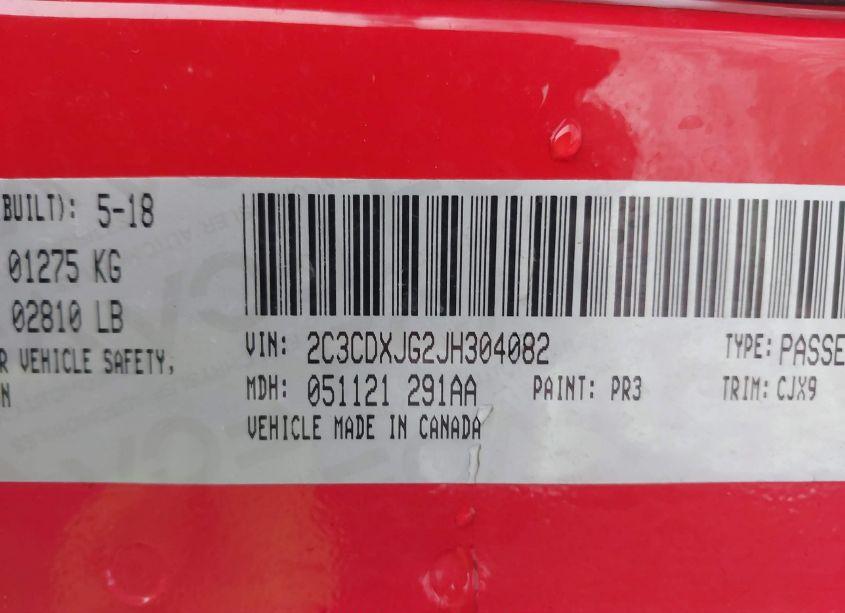 (BUILT): 5-18
01275 KG
02810 LB
VEHICLE SAFETY,
VIN: 2C3CDXJG2JH304082
TYPE: PASSE
MDH: 051121 291AA
PAINT: PR3
TRIM: CJX9
VEHICLE MADE IN CANADA